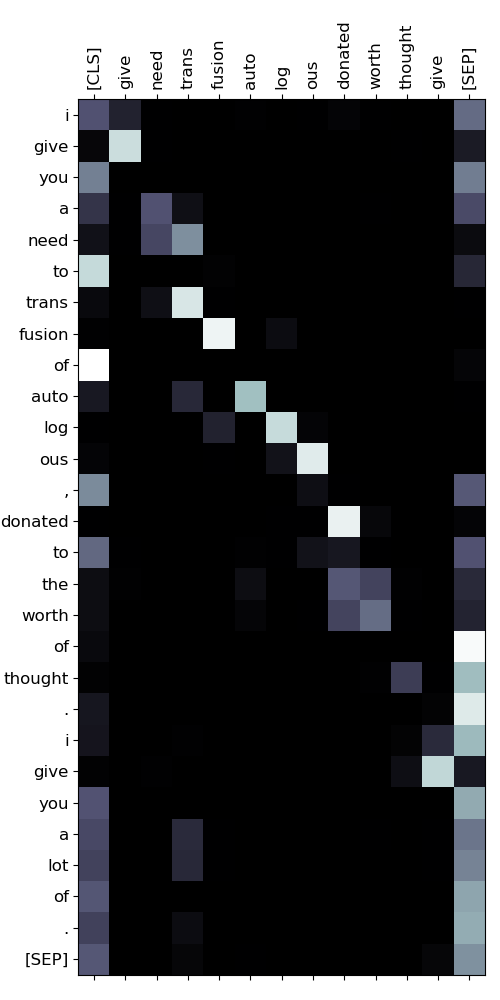 [CLS] give need trans fusion auto log ous donated worth thought give [SEP]
i
give
you
a
need
to
trans
fusion
of
auto
log
ous
,
donated
to
the
worth
of
thought
.
i
give
you
a
lot
of
.
[SEP]